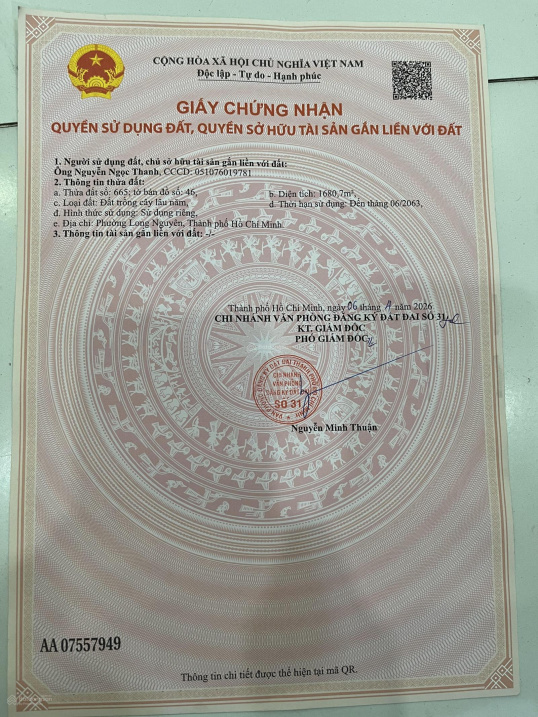 CỘNG HÒA XÃ HỘI CHỦ NGHĨA VIỆT NAM
Độc lập - Tự do - Hạnh phúc
GIẤY CHỨNG NHẬN
QUYỀN SỬ DỤNG ĐẤT, QUYỀN SỞ HỮU TÀI SẢN GẮN LIỀN VỚI ĐẤT
1. Người sử dụng đất, chủ sở hữu tài sản gắn liền với đất:
Ông Nguyễn Ngọc Thanh, CCCD: 051076019781
2. Thông tin thửa đất:
a. Thửa đất số: 665; tờ bản đồ số: 46, b. Diện tích: 1680,7m²,
c. Loại đất: Đất trồng cây lâu năm, d. Thời hạn sử dụng: Đến tháng 06/2063,
đ. Hình thức sử dụng: Sử dụng riêng,
e. Địa chỉ: Phường Long Nguyên, Thành phố Hồ Chí Minh.
3. Thông tin tài sản gắn liền với đất: -/-
Thành phố Hồ Chí Minh, ngày 06 tháng năm 2026
CHI NHÁNH VĂN PHÒNG ĐĂNG KÝ ĐẤT ĐAI SỐ 31
KT. GIÁM ĐỐC
PHÓ GIÁM ĐỐC
CHI NHÁNH
VĂN PHÒNG
ĐĂNG KÝ ĐẤT ĐAI
SỐ 31
Nguyễn Minh Thuận
AA 07557949
Thông tin chi tiết được thể hiện tại mã QR.